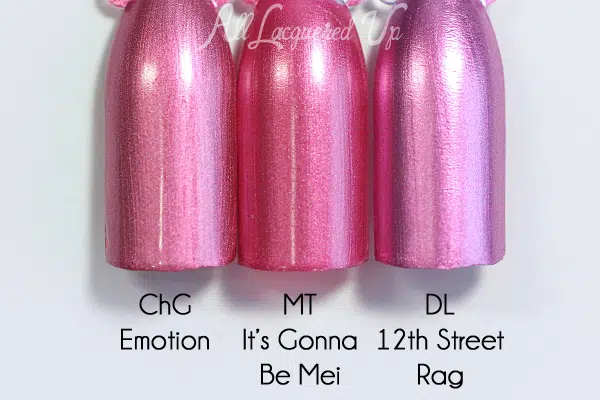 All Lacquered Up
ChG
Emotion
MT
It's Gonna
Be Mei
DL
12th Street
Rag